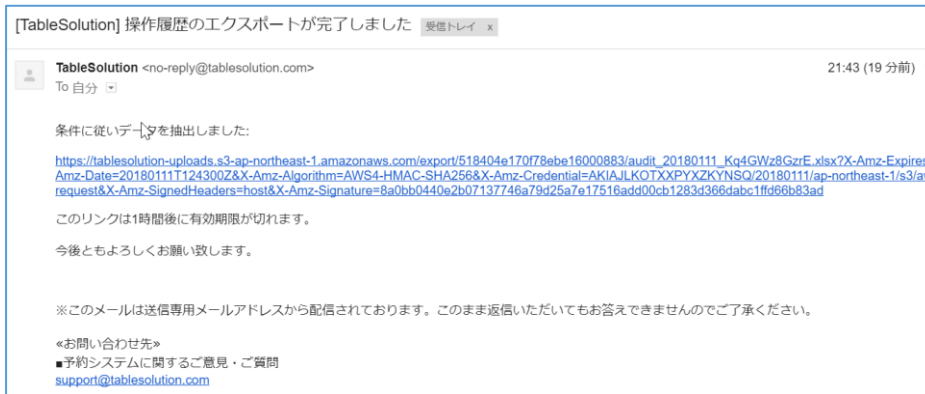 [TableSolution] 操作履歴のエクスポートが完了しました 受信トレイ x
TableSolution <no-reply@tablesolution.com> 21:43 (19 分前)
To 自分
条件に従いデータを抽出しました:
https://tablesolution-uploads.s3-ap-northeast-1.amazonaws.com/export/518404e170f78ebe16000883/audit_20180111_Kq4GWz8GzrE.xlsx?X-Amz-Expires
Amz-Date=20180111T124300Z&X-Amz-Algorithm=AWS4-HMAC-SHA256&X-Amz-Credential=AKIAJLKOTXXPYXZKYNSQ/20180111/ap-northeast-1/s3/a
request&X-Amz-SignedHeaders=host&X-Amz-Signature=8a0bb0440e2b07137746a79d25a7e17516add00cb1283d366dabc1ffd66b83ad
このリンクは1時間後に有効期限が切れます。
今後ともよろしくお願い致します。
※このメールは送信専用メールアドレスから配信されております。このまま返信いただいてもお答えできませんのでご了承ください。
≪お問い合わせ先≫
■予約システムに関するご意見・ご質問
support@tablesolution.com